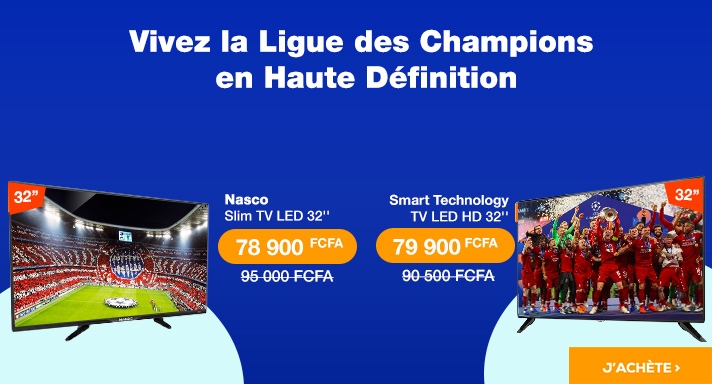 Vivez la Ligue des Champions
en Haute Définition
32"
Nasco
Slim TV LED 32''
78 900 FCFA
95 000 FCFA
Smart Technology
TV LED HD 32''
79 900 FCFA
90 500 FCFA
32"
NASCO
J'ACHÈTE ›